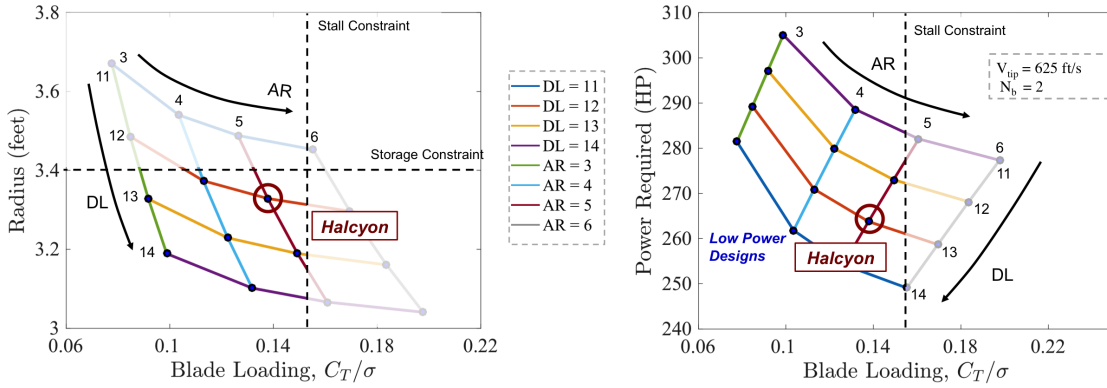 Stall Constraint
3.8
3
11
AR
3.6
4
5
6
12
Storage Constraint
3.4
13
DL
Halcyon
3.2
14
3
0.06
0.1
0.14
0.18
0.22
Radius (feet)
Blade Loading, C_T/σ
DL = 11
DL = 12
DL = 13
DL = 14
AR = 3
AR = 4
AR = 5
AR = 6
310
3
Stall Constraint
300
AR
V_tip = 625 ft/s
N_b = 2
290
4
5
6
280
11
270
12
Low Power
Designs
13
260
Halcyon
DL
250
14
240
0.06
0.1
0.14
0.18
0.22
Power Required (HP)
Blade Loading, C_T/σ